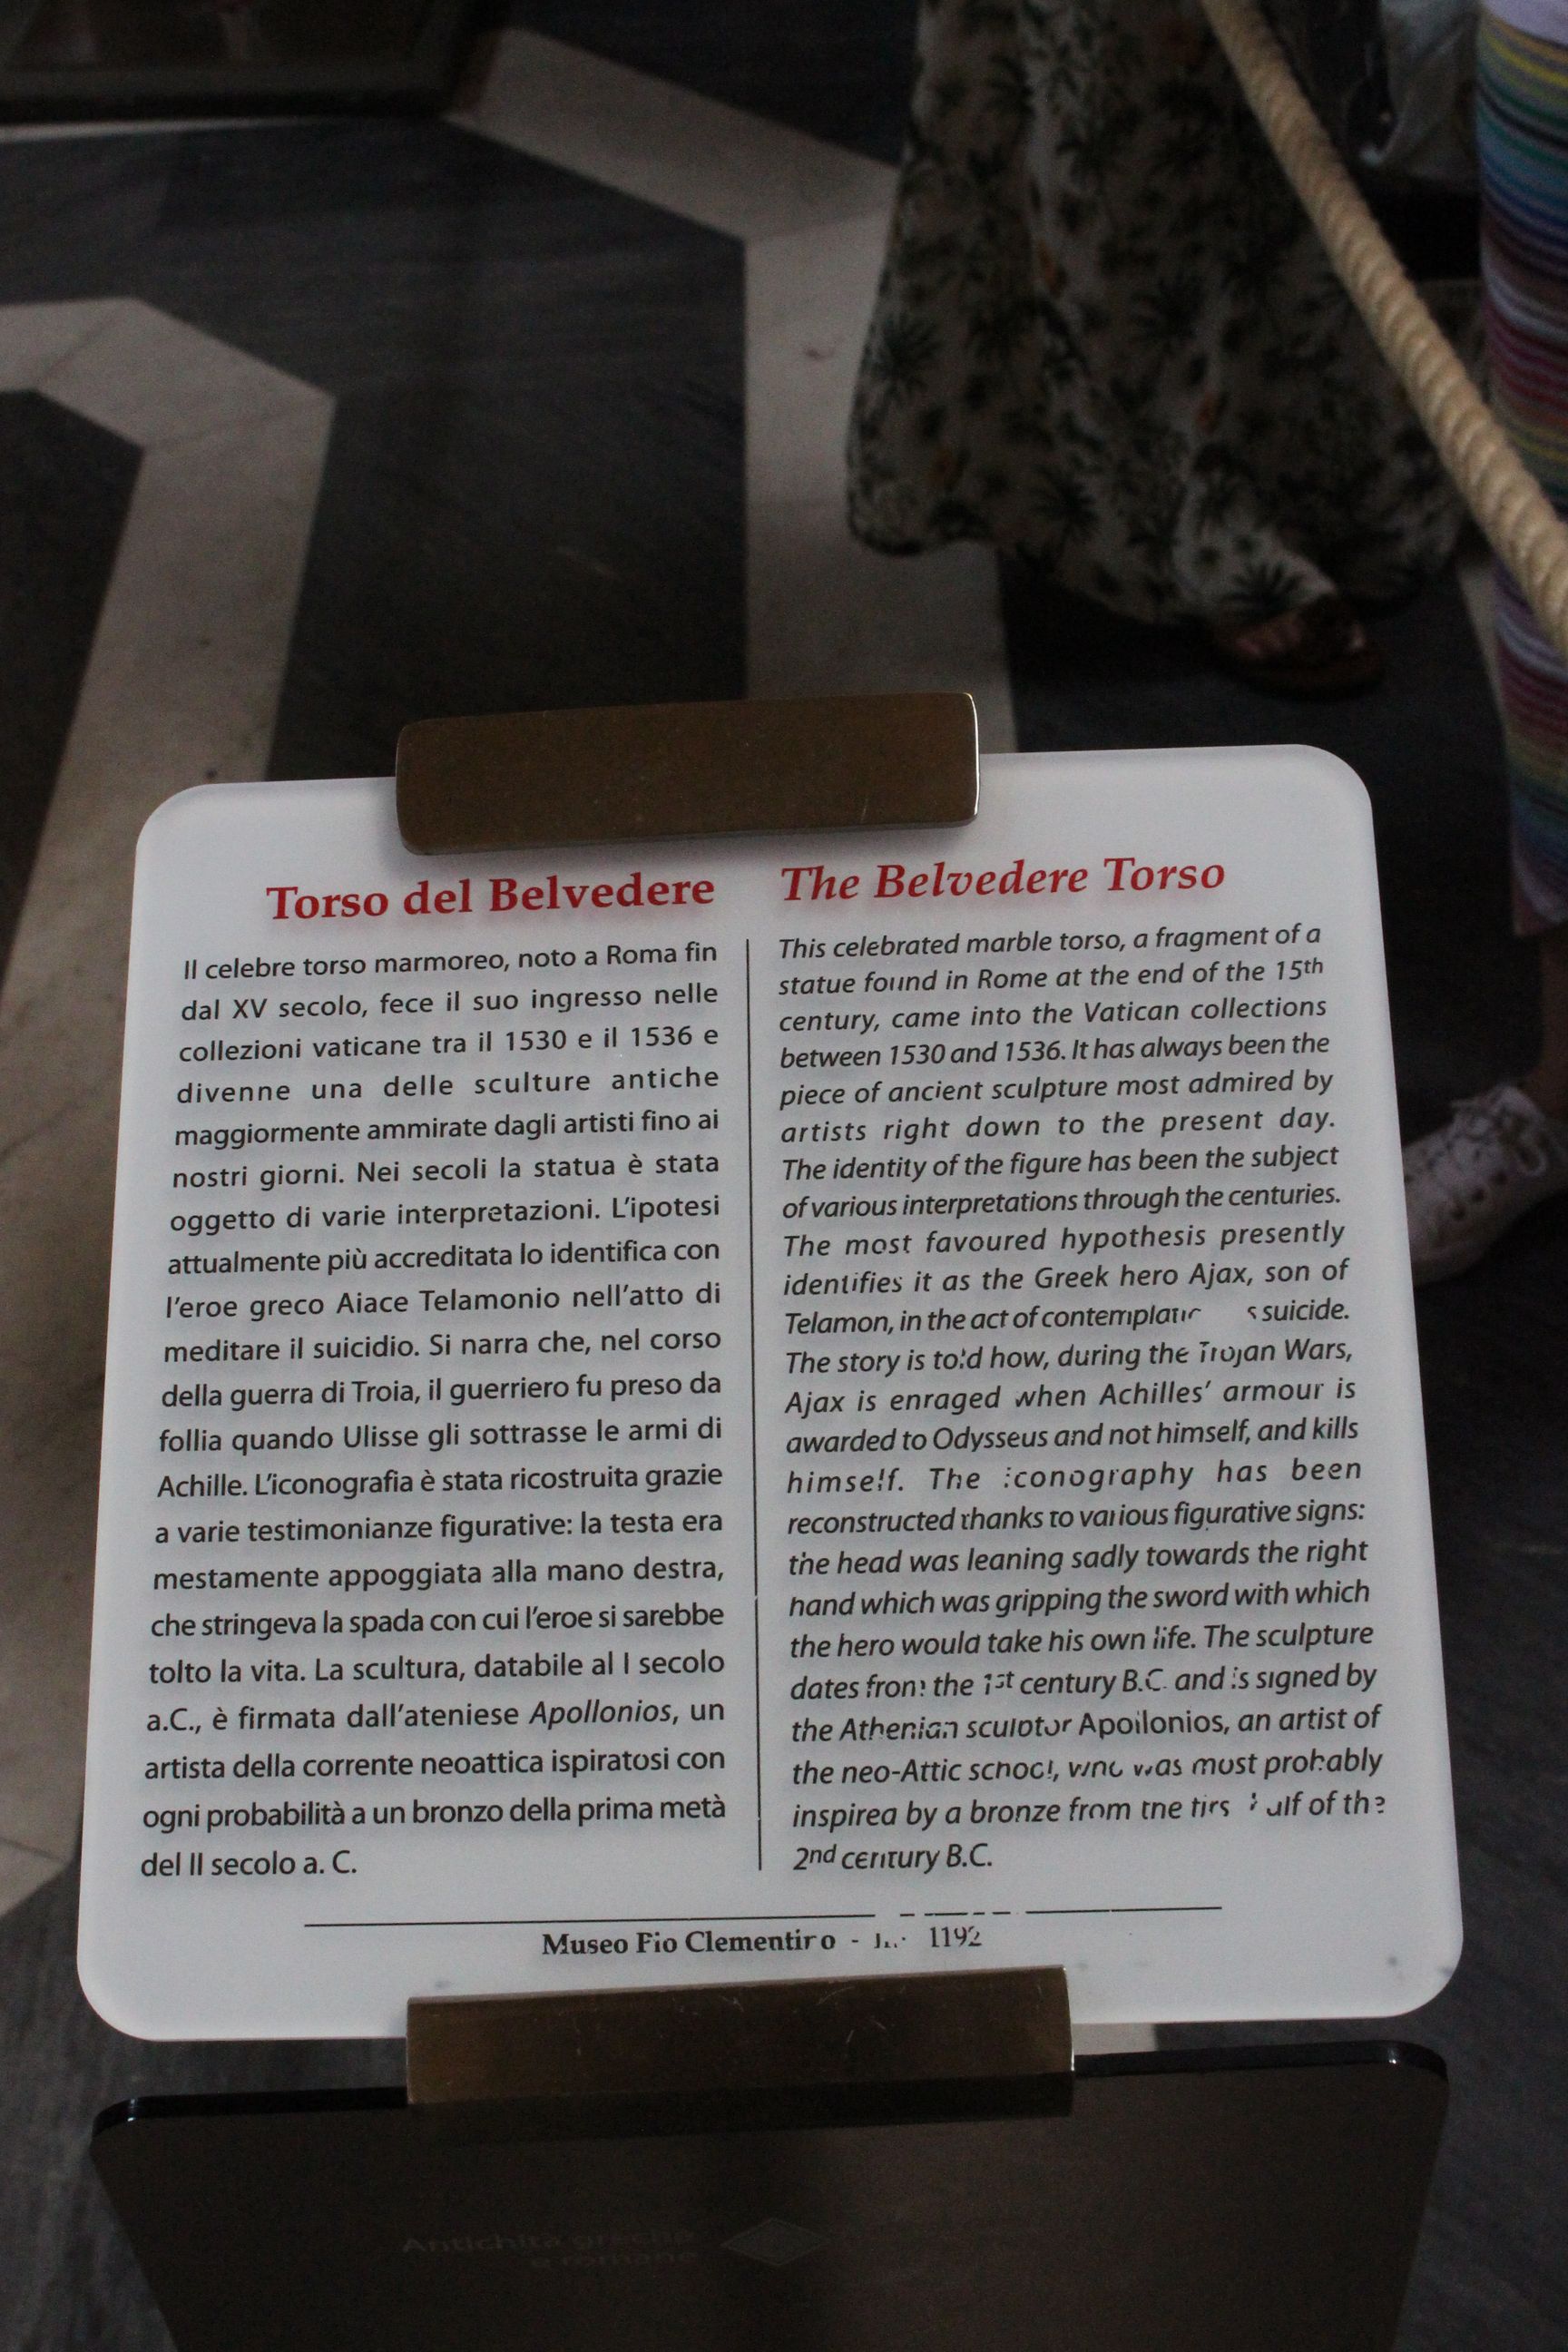 Torso del Belvedere
Il celebre torso marmoreo, noto a Roma fin
dal XV secolo, fece il suo ingresso nelle
collezioni vaticane tra il 1530 e il 1536 e
divenne una delle sculture antiche
maggiormente ammirate dagli artisti fino ai
nostri giorni. Nei secoli la statua è stata
oggetto di varie interpretazioni. L'ipotesi
attualmente più accreditata lo identifica con
l'eroe greco Aiace Telamonio nell'atto di
meditare il suicidio. Si narra che, nel corso
della guerra di Troia, il guerriero fu preso da
follia quando Ulisse gli sottrasse le armi di
Achille. L'iconografia è stata ricostruita grazie
a varie testimonianze figurative: la testa era
mestamente appoggiata alla mano destra,
che stringeva la spada con cui l'eroe si sarebbe
tolto la vita. La scultura, databile al I secolo
a.C., è firmata dall'ateniese Apollonios, un
artista della corrente neoattica ispiratosi con
ogni probabilità a un bronzo della prima metà
del II secolo a. C.
The Belvedere Torso
This celebrated marble torso, a fragment of a
statue found in Rome at the end of the 15th
century, came into the Vatican collections
between 1530 and 1536. It has always been the
piece of ancient sculpture most admired by
artists right down to the present day.
The identity of the figure has been the subject
of various interpretations through the centuries.
The most favoured hypothesis presently
identifies it as the Greek hero Ajax, son of
Telamon, in the act of suicide.
The story is told how, during the Trojan Wars,
Ajax is enraged when Achilles' armour is
awarded to Odysseus and not himself, and kills
himself. The iconography has been
reconstructed thanks to various figurative signs:
the head was leaning sadly towards the right
hand which was gripping the sword with which
the hero would take his own life. The sculpture
dates from the 1st century B.C. and is signed by
the Athenian sculptor Apollonios, an artist of
the neo-Attic school, who was most probably
inspired by a bronze from the of the
2nd century B.C.
Museo Pio Clementino - 1192